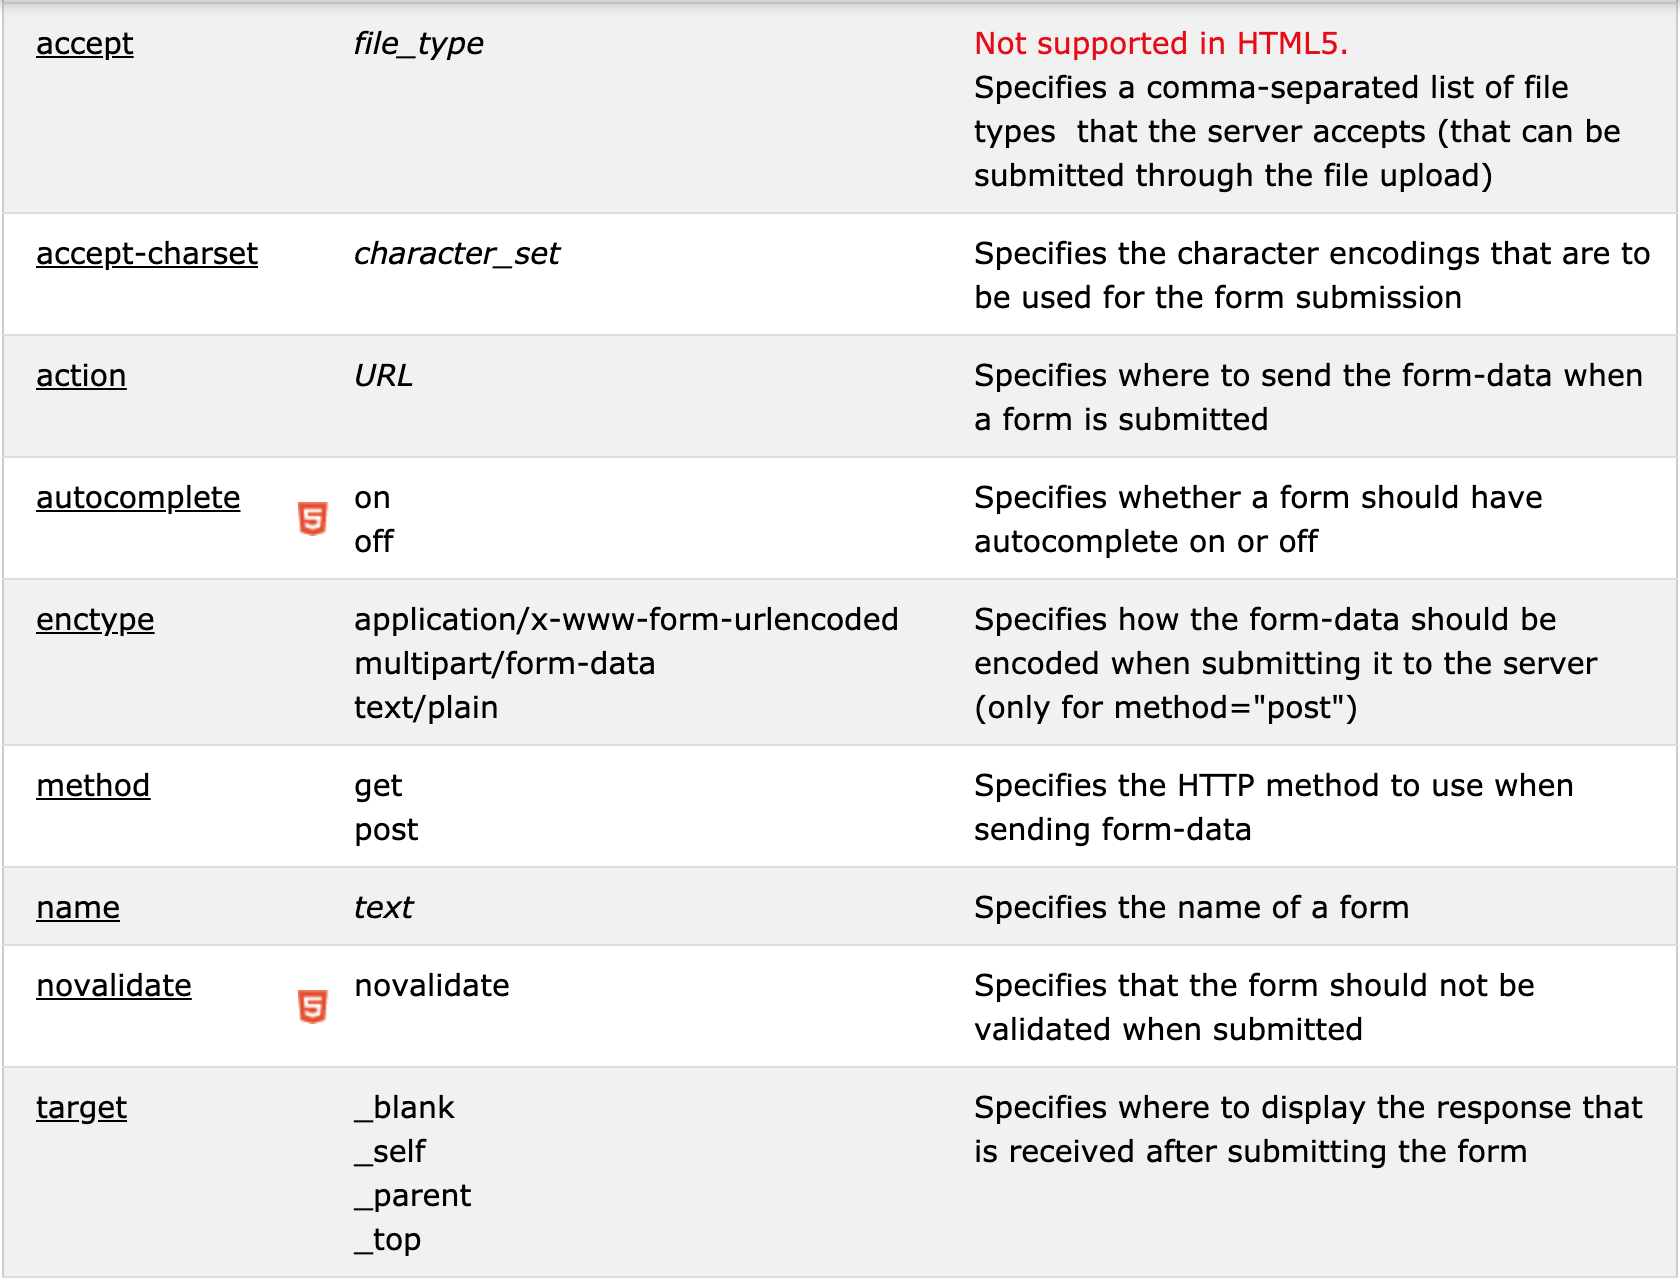 accept file_type Not supported in HTML5.
Specifies a comma-separated list of file
types that the server accepts (that can be
submitted through the file upload)
accept-charset character_set Specifies the character encodings that are to
be used for the form submission
action URL Specifies where to send the form-data when
a form is submitted
autocomplete 5 on Specifies whether a form should have
off autocomplete on or off
enctype application/x-www-form-urlencoded Specifies how the form-data should be
multipart/form-data encoded when submitting it to the server
text/plain (only for method="post")
method get Specifies the HTTP method to use when
post sending form-data
name text Specifies the name of a form
novalidate 5 novalidate Specifies that the form should not be
validated when submitted
target _blank Specifies where to display the response that
_self is received after submitting the form
_parent
_top